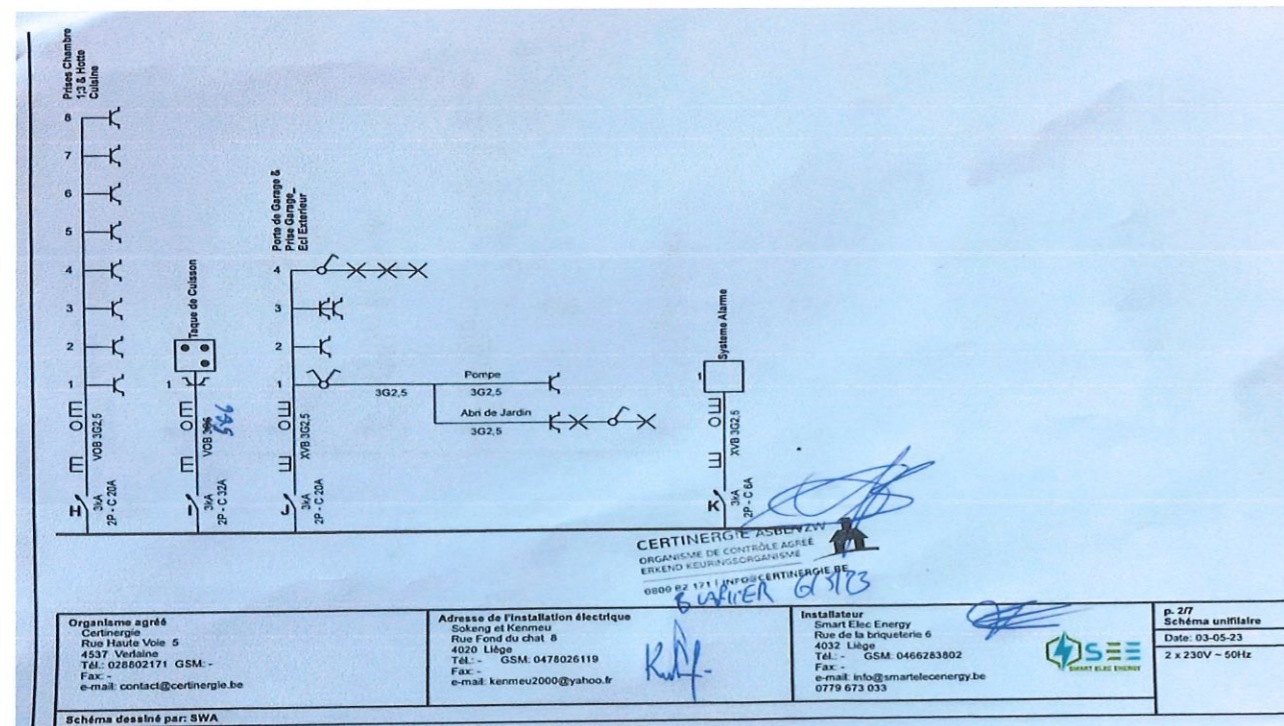 Prises Chambre
1;3 & Hotte
Cuisine
8
7
6
5
4
3
2
1
VOB 3G2,5
H
3kA
2P - C 20A
Taque de Cuisson
1
VOB
I
3kA
2P - C 32A
Porte de Garage &
Prise Garage_
Ecl Exterieur
4
3
2
1
3G2,5
Pompe
3G2,5
Abri de Jardin
3G2,5
XVB 3G2,5
J
3kA
2P - C 20A
Systeme Alarme
1
XVB 3G2,5
K
3kA
2P - C 6A
CERTINERGIE ASBL/VZW
ORGANISME DE CONTRÔLE AGRÉÉ
ERKEND KEURINGSORGANISME
0800 82 171 | INFO@CERTINERGIE.BE
Organisme agréé
Certinergie
Rue Haute Voie 5
4537 Verlaine
Tél.: 028802171 GSM: -
Fax: -
e-mail: contact@certinergie.be
Adresse de l'installation électrique
Sokeng et Kenmeu
Rue Fond du chat 8
4020 Liège
Tél.: - GSM: 0478026119
Fax: -
e-mail: kenmeu2000@yahoo.fr
Installateur
Smart Elec Energy
Rue de la briqueterie 6
4032 Liège
Tél.: - GSM: 0466283802
Fax: -
e-mail: info@smartelecenergy.be
0779 673 033
SEE
SMART ELEC ENERGY
p. 2/7
Schéma unifilaire
Date: 03-05-23
2 x 230V ~ 50Hz
Schéma dessiné par: SWA